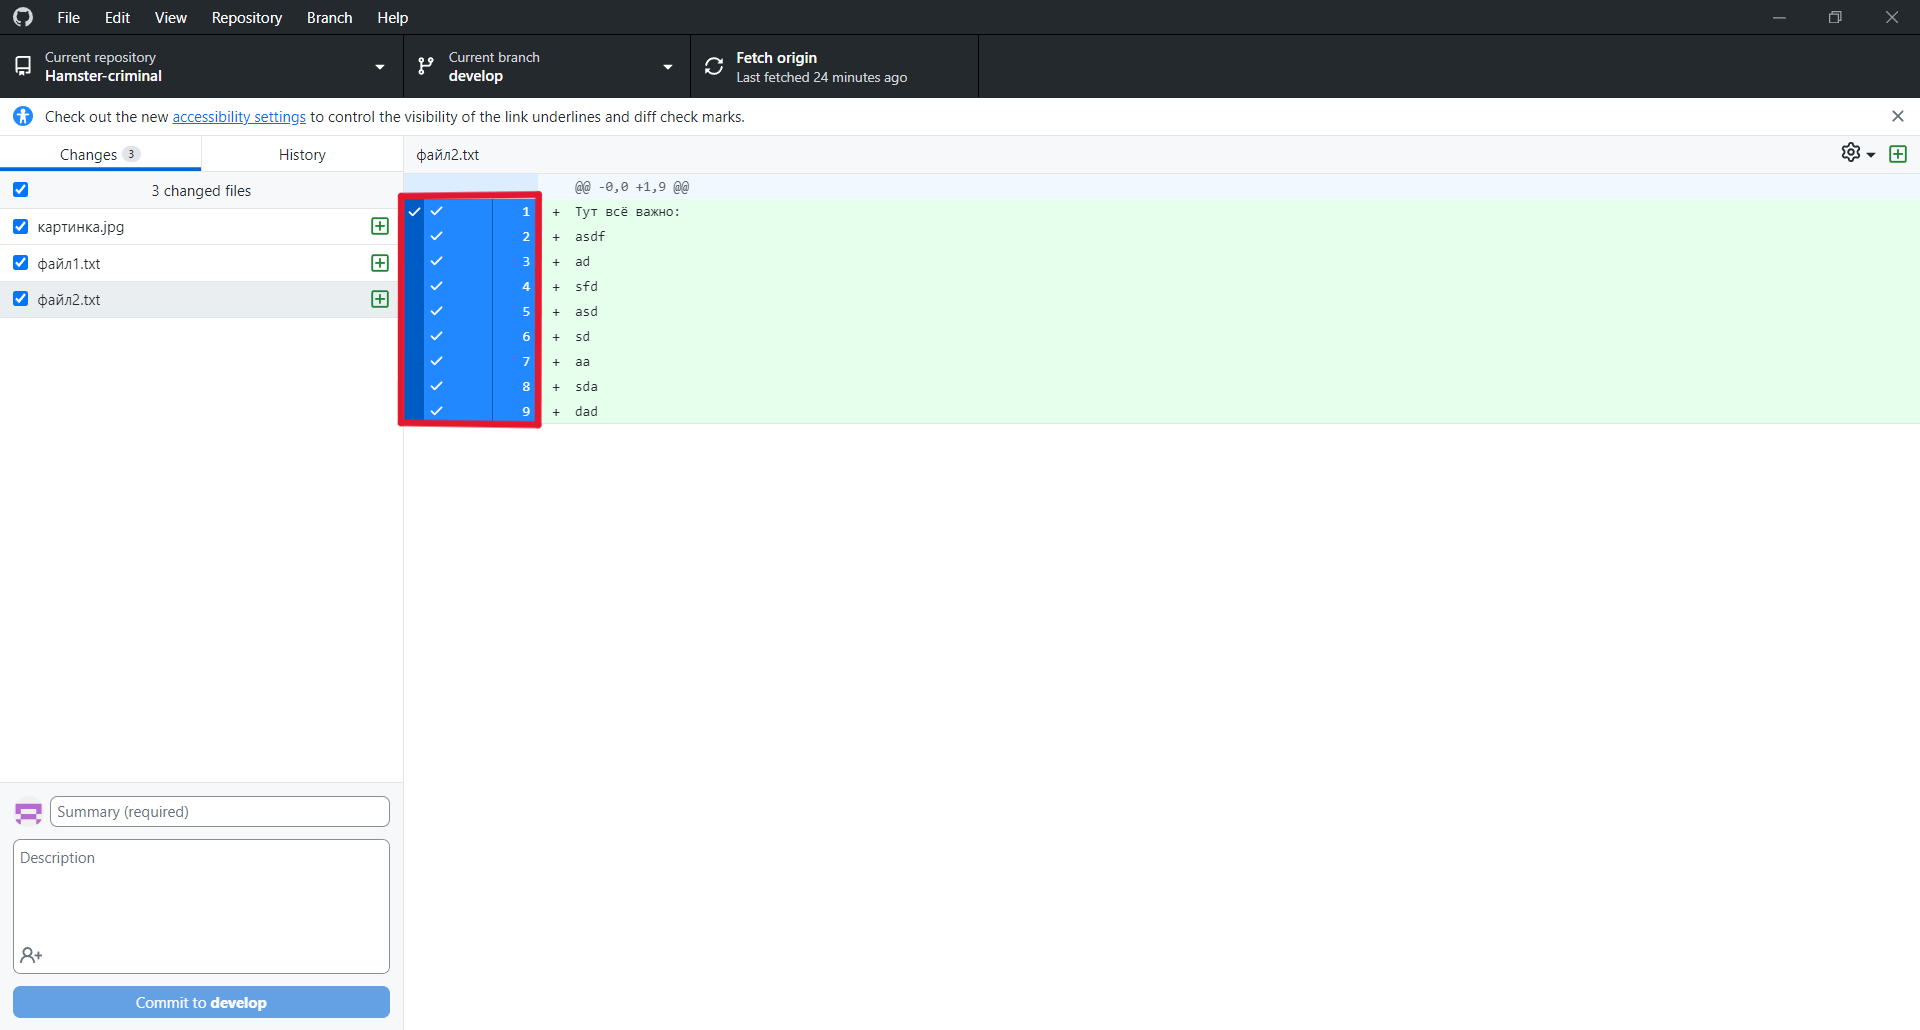 File Edit View Repository Branch Help
Current repository
Hamster-criminal
Current branch
develop
Fetch origin
Last fetched 24 minutes ago
Check out the new accessibility settings to control the visibility of the link underlines and diff check marks.
Changes 3
History
3 changed files
картинка.jpg
файл1.txt
файл2.txt
Summary (required)
Description
Commit to develop
файл2.txt
@@ -0,0 +1,9 @@
1 + Тут всё важно:
2 + asdf
3 + ad
4 + sfd
5 + asd
6 + sd
7 + aa
8 + sda
9 + dad